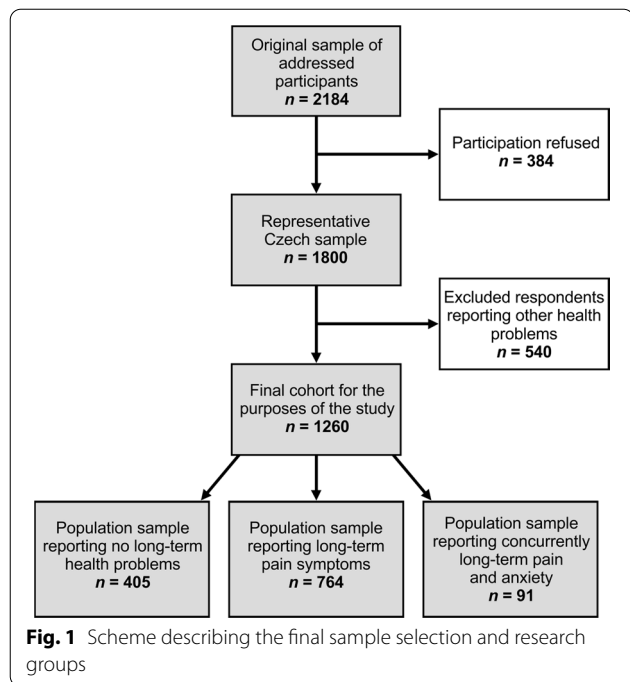 Original sample of
addressed
participants
n = 2184
Participation refused
n = 384
Representative
Czech sample
n = 1800
Excluded respondents
reporting other health
problems
n = 540
Final cohort for the
purposes of the study
n = 1260
Population sample
reporting no long-term
health problems
n = 405
Population sample
reporting long-term
pain symptoms
n = 764
Population sample
reporting concurrently
long-term pain
and anxiety
n = 91
Fig. 1 Scheme describing the final sample selection and research
groups